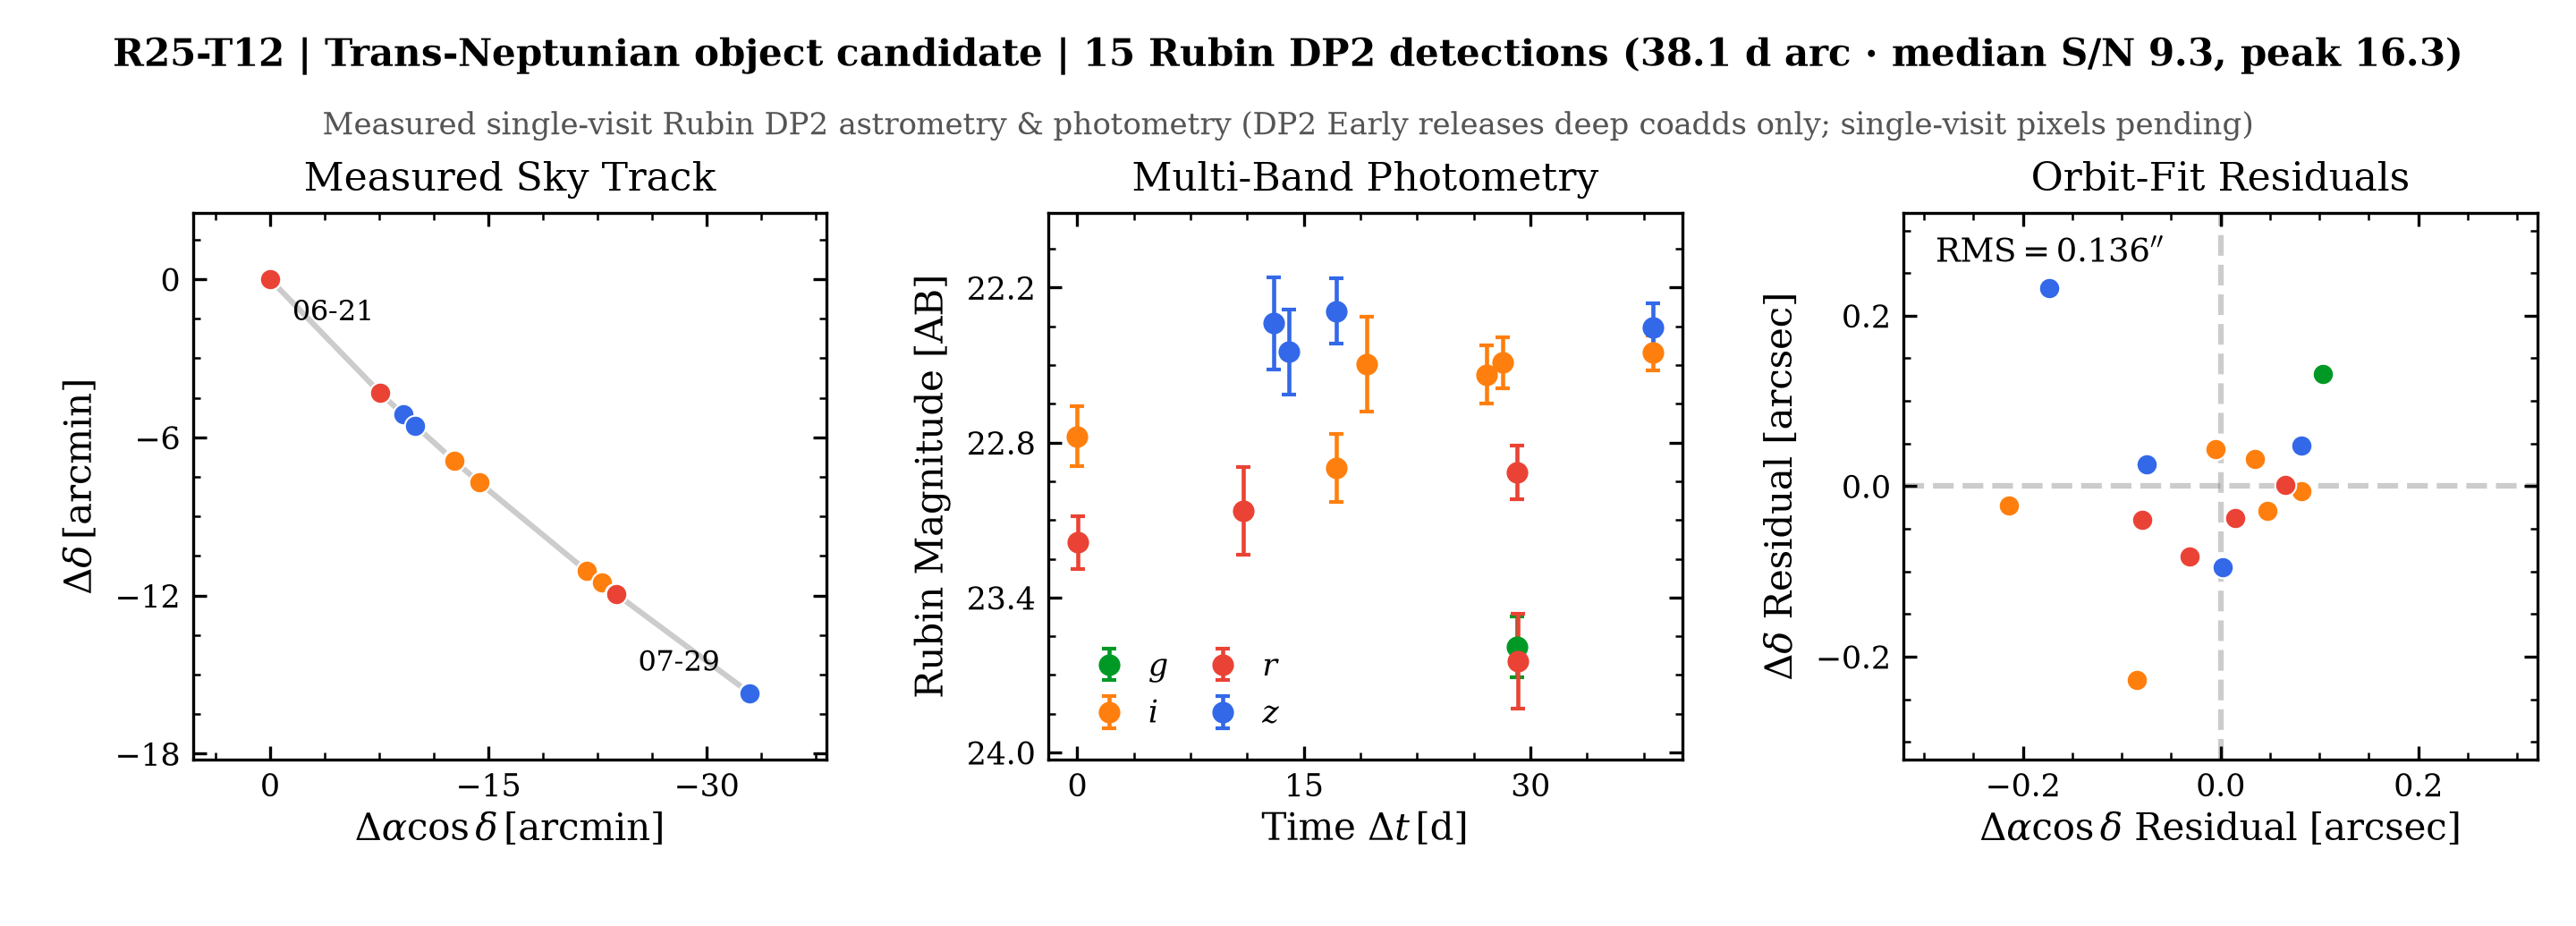 R25-T12 | Trans-Neptunian object candidate | 15 Rubin DP2 detections (38.1 d arc · median S/N 9.3, peak 16.3)
Measured single-visit Rubin DP2 astrometry & photometry (DP2 Early releases deep coadds only; single-visit pixels pending)
Measured Sky Track
0
−6
−12
−18
06-21
07-29
0
−15
−30
Δδ [arcmin]
Δα cos δ [arcmin]
Multi-Band Photometry
22.2
22.8
23.4
24.0
g
r
i
z
0
15
30
Rubin Magnitude [AB]
Time Δt [d]
Orbit-Fit Residuals
RMS = 0.136″
0.2
0.0
−0.2
−0.2
0.0
0.2
Δδ Residual [arcsec]
Δα cos δ Residual [arcsec]